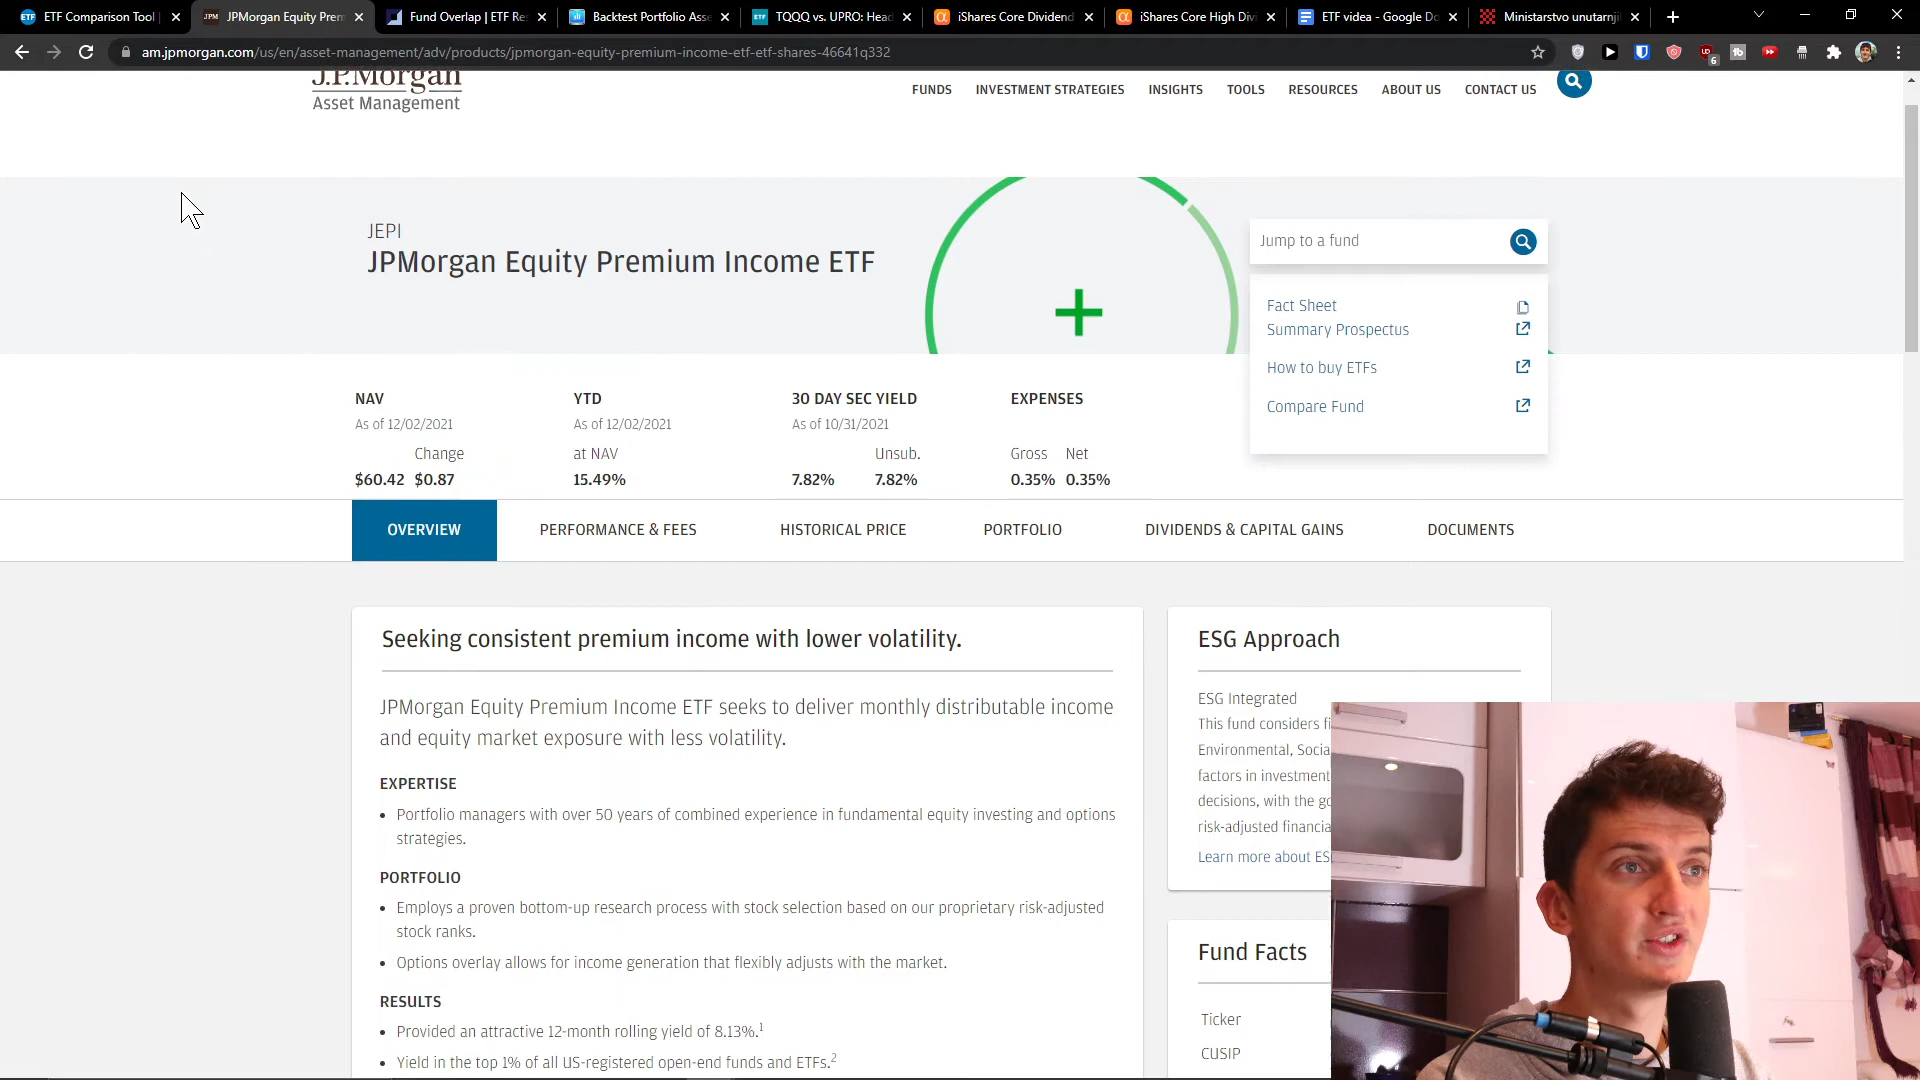 ETF Comparison Tool
JPMorgan Equity Prem
Fund Overlap | ETF Re
Backtest Portfolio Asse
TQQQ vs. UPRO: Head
iShares Core Dividend
iShares Core High Divi
ETF videa - Google Do
Ministarstvo unutarnji
am.jpmorgan.com/us/en/asset-management/adv/products/jpmorgan-equity-premium-income-etf-etf-shares-46641q332
J.P.Morgan
Asset Management
FUNDS INVESTMENT STRATEGIES INSIGHTS TOOLS RESOURCES ABOUT US CONTACT US
JEPI
JPMorgan Equity Premium Income ETF
Jump to a fund
Fact Sheet
Summary Prospectus
How to buy ETFs
Compare Fund
NAV YTD 30 DAY SEC YIELD EXPENSES
As of 12/02/2021 As of 12/02/2021 As of 10/31/2021
Change at NAV Unsub. Gross Net
$60.42 $0.87 15.49% 7.82% 7.82% 0.35% 0.35%
OVERVIEW PERFORMANCE & FEES HISTORICAL PRICE PORTFOLIO DIVIDENDS & CAPITAL GAINS DOCUMENTS
Seeking consistent premium income with lower volatility.
JPMorgan Equity Premium Income ETF seeks to deliver monthly distributable income
and equity market exposure with less volatility.
EXPERTISE
• Portfolio managers with over 50 years of combined experience in fundamental equity investing and options
strategies.
PORTFOLIO
• Employs a proven bottom-up research process with stock selection based on our proprietary risk-adjusted
stock ranks.
• Options overlay allows for income generation that flexibly adjusts with the market.
RESULTS
• Provided an attractive 12-month rolling yield of 8.13%.1
• Yield in the top 1% of all US-registered open-end funds and ETFs.2
ESG Approach
ESG Integrated
This fund considers fi
Environmental, Socia
factors in investment
decisions, with the go
risk-adjusted financia
Learn more about ES
Fund Facts
Ticker
CUSIP